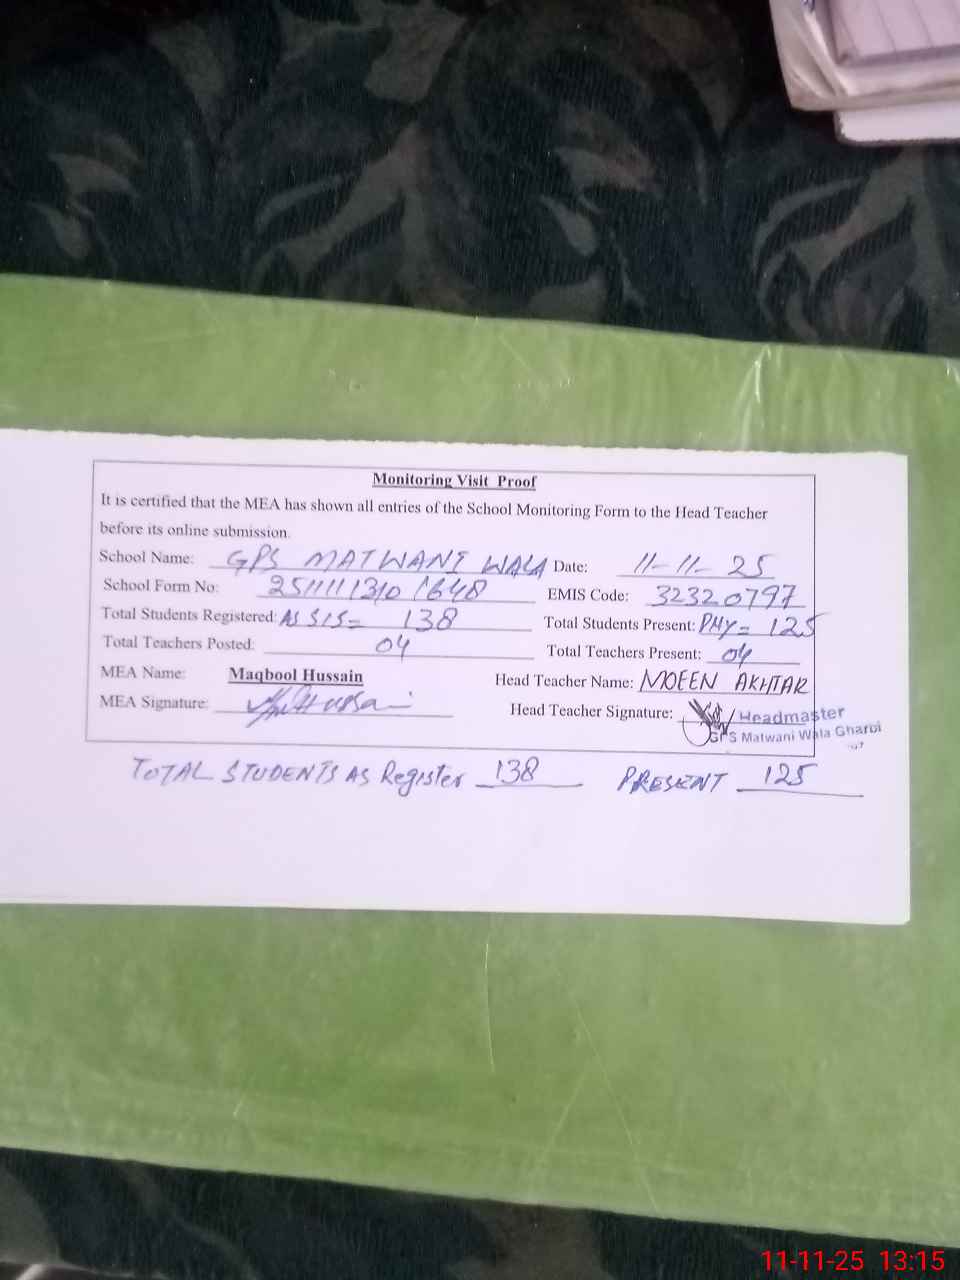 Monitoring Visit Proof
It is certified that the MEA has shown all entries of the School Monitoring Form to the Head Teacher
before its online submission.
School Name: GPS MATWANI WALA Date: 11-11-25
School Form No: 2511111310 1648 EMIS Code: 32320797
Total Students Registered: AS SIS= 138 Total Students Present: PHY= 125
Total Teachers Posted: 04 Total Teachers Present: 04
MEA Name: Maqbool Hussain Head Teacher Name: MOEEN AKHTAR
MEA Signature: Head Teacher Signature:
Headmaster
GPS Matwani Wala Gharbi
TOTAL STUDENTS AS Register 138 PRESENT 125
11-11-25 13:15